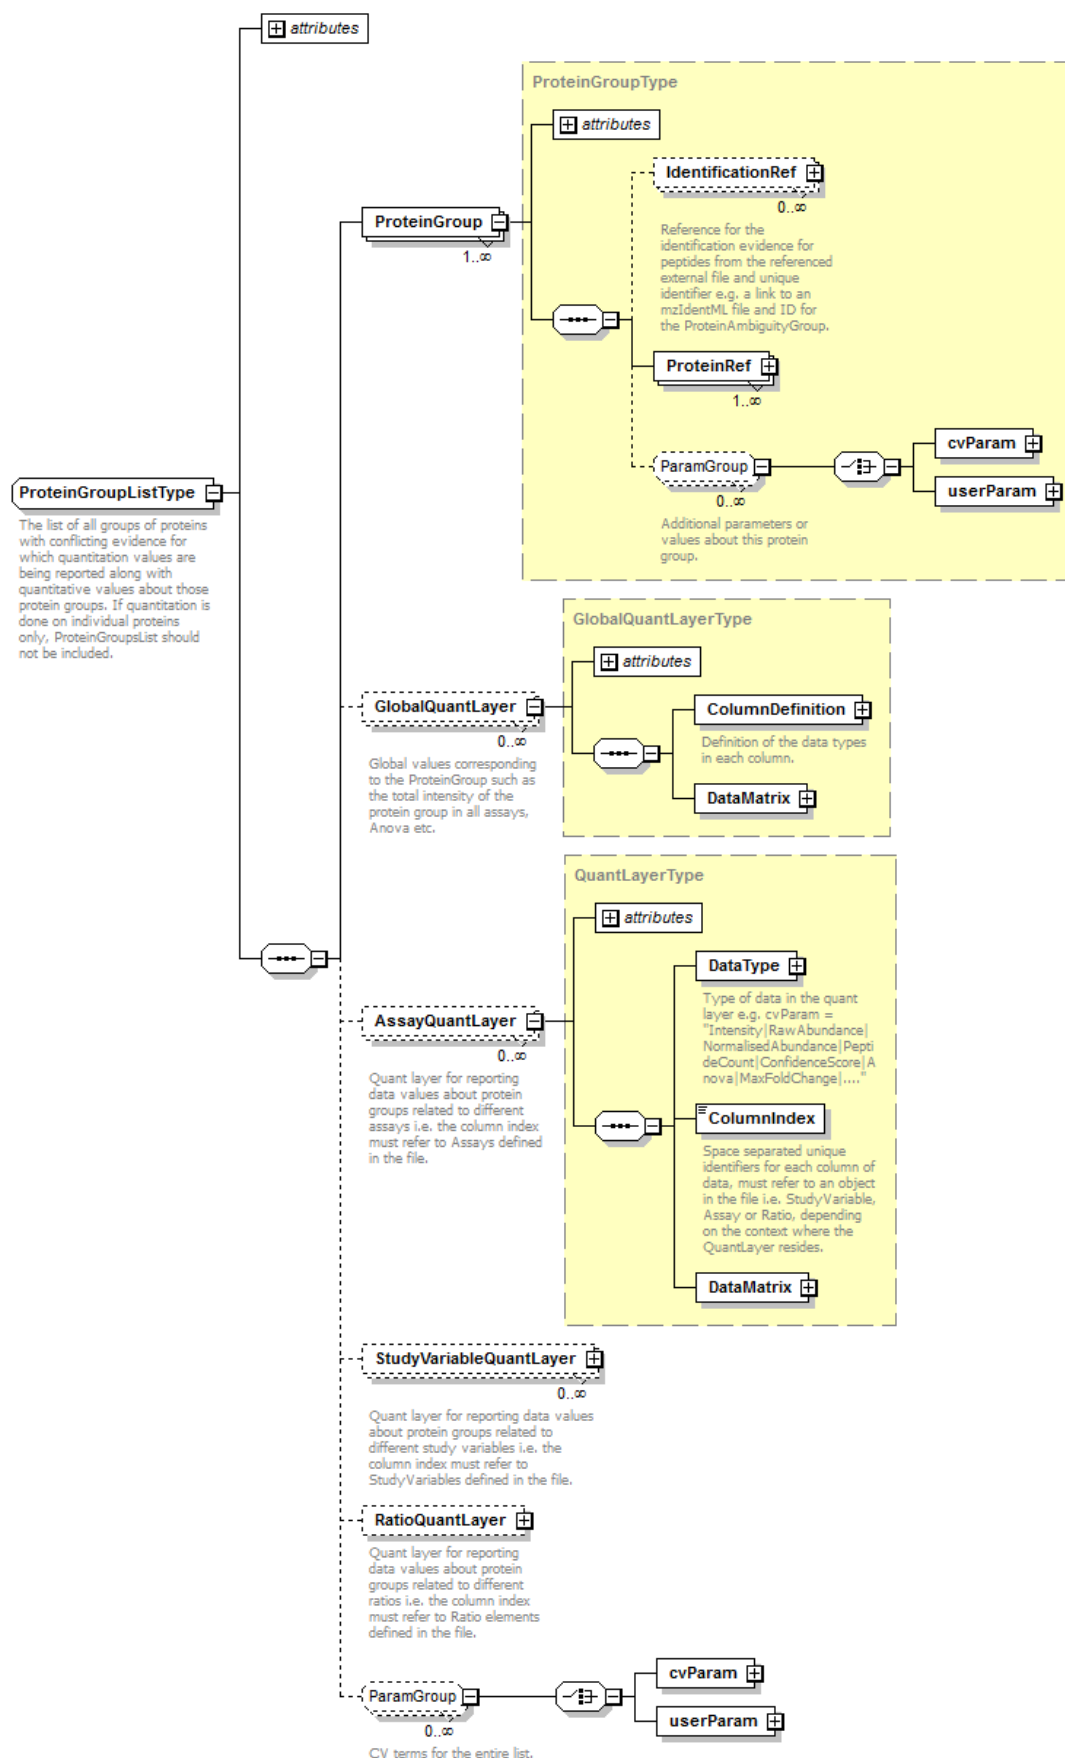 attributes
ProteinGroupType
attributes
IdentificationRef
0..∞
Reference for the
identification evidence for
peptides from the referenced
external file and unique
identifier e.g. a link to an
mzIdentML file and ID for
the ProteinAmbiguityGroup.
ProteinGroup
1..∞
ProteinRef
1..∞
ParamGroup
0..∞
Additional parameters or
values about this protein
group.
cvParam
userParam
ProteinGroupListType
The list of all groups of proteins
with conflicting evidence for
which quantitation values are
being reported along with
quantitative values about those
protein groups. If quantitation is
done on individual proteins
only, ProteinGroupsList should
not be included.
GlobalQuantLayerType
attributes
GlobalQuantLayer
0..∞
Global values corresponding
to the ProteinGroup such as
the total intensity of the
protein group in all assays,
Anova etc.
ColumnDefinition
Definition of the data types
in each column.
DataMatrix
QuantLayerType
attributes
DataType
Type of data in the quant
layer e.g. cvParam =
"Intensity|RawAbundance|
NormalisedAbundance|Pepti
deCount|ConfidenceScore|A
nova|MaxFoldChange|...."
AssayQuantLayer
0..∞
Quant layer for reporting
data values about protein
groups related to different
assays i.e. the column index
must refer to Assays defined
in the file.
ColumnIndex
Space separated unique
identifiers for each column of
data, must refer to an object
in the file i.e. StudyVariable,
Assay or Ratio, depending
on the context where the
QuantLayer resides.
DataMatrix
StudyVariableQuantLayer
0..∞
Quant layer for reporting data values
about protein groups related to
different study variables i.e. the
column index must refer to
StudyVariables defined in the file.
RatioQuantLayer
Quant layer for reporting
data values about protein
groups related to different
ratios i.e. the column index
must refer to Ratio elements
defined in the file.
ParamGroup
0..∞
CV terms for the entire list.
cvParam
userParam